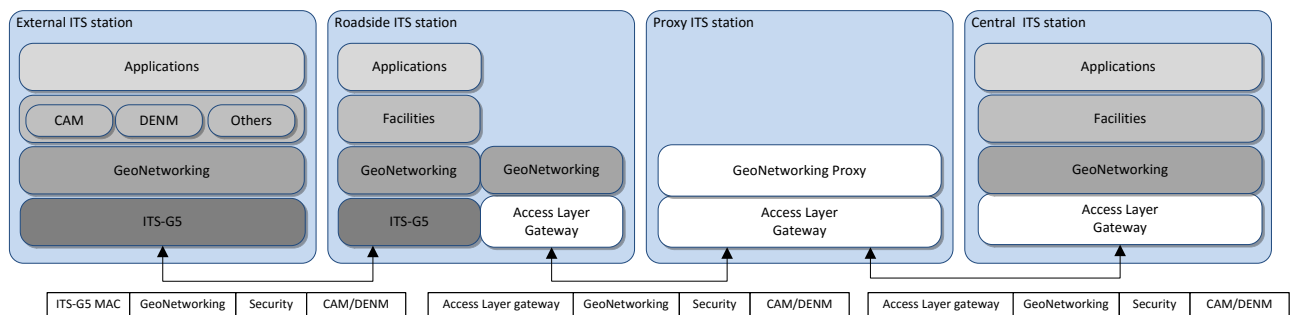 External ITS station
Applications
CAM
DENM
Others
GeoNetworking
ITS-G5
Roadside ITS station
Applications
Facilities
GeoNetworking
GeoNetworking
ITS-G5
Access Layer
Gateway
Proxy ITS station
GeoNetworking Proxy
Access Layer
Gateway
Central ITS station
Applications
Facilities
GeoNetworking
Access Layer
Gateway
ITS-G5 MAC
GeoNetworking
Security
CAM/DENM
Access Layer gateway
GeoNetworking
Security
CAM/DENM
Access Layer gateway
GeoNetworking
Security
CAM/DENM